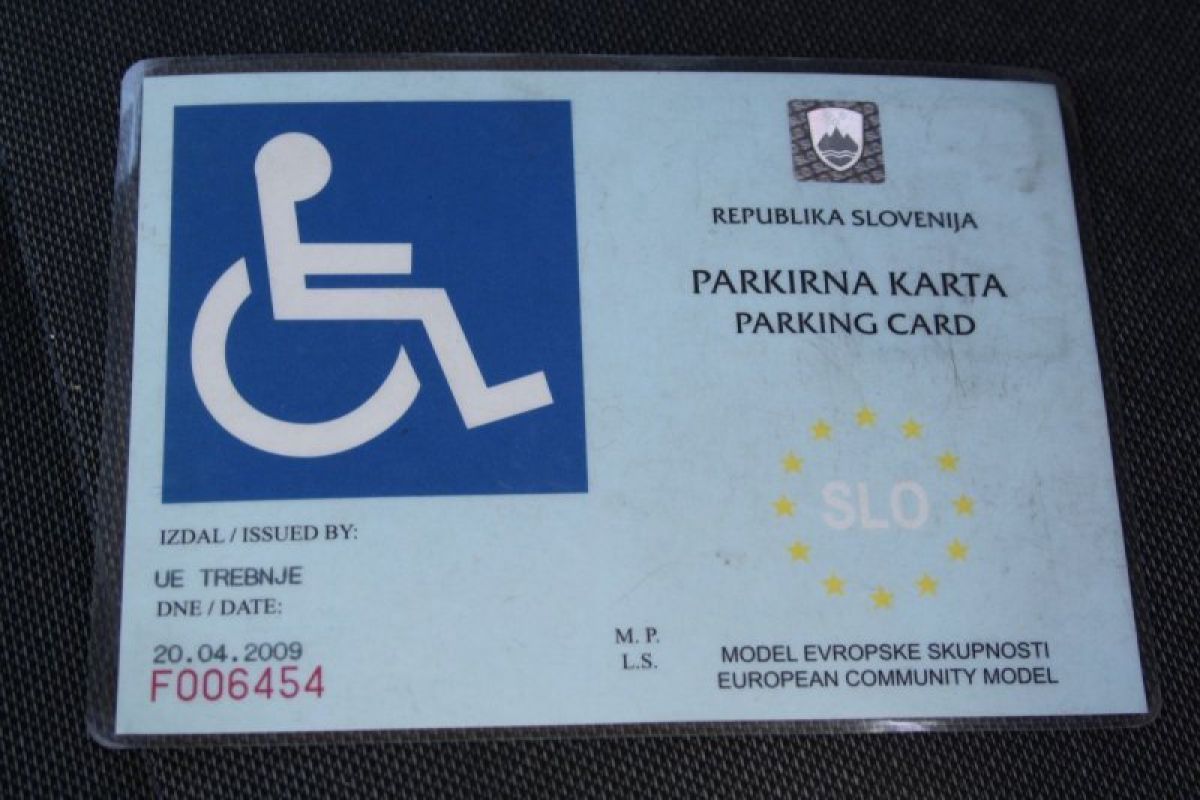 REPUBLIKA SLOVENIJA
PARKIRNA KARTA
PARKING CARD
SLO
IZDAL / ISSUED BY:
UE TREBNJE
DNE / DATE:
20.04.2009
F006454
M. P.
L.S.
MODEL EVROPSKE SKUPNOSTI
EUROPEAN COMMUNITY MODEL